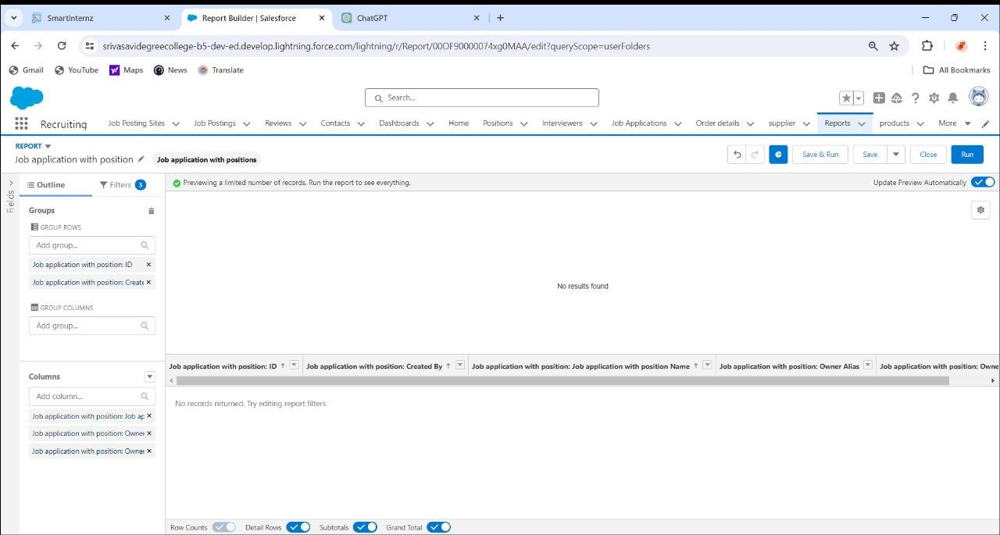 Smartinternz
Report Builder | Salesforce
ChatGPT
srivasavidegreecollege-b5-dev-ed.develop.lightning.force.com/lightning/r/Report/00OF90000074xg0MAA/edit?queryScope=userFolders
Gmail YouTube Maps News Translate All Bookmarks
Search...
Recruiting Job Posting Sites Job Postings Reviews Contacts Dashboards Home Positions Interviewers Job Applications Order details supplier Reports products More
REPORT
Job application with position Job application with positions
Save & Run Save Close Run
Fields
Outline Filters 3
Previewing a limited number of records. Run the report to see everything. Update Preview Automatically
Groups
GROUP ROWS
Add group...
Job application with position: ID
Job application with position: Create
GROUP COLUMNS
Add group...
No results found
Columns
Add column...
Job application with position: Job ap
Job application with position: Owner
Job application with position: Owner
Job application with position: ID Job application with position: Created By Job application with position: Job application with position Name Job application with position: Owner Alias Job application with position: Owne
No records returned. Try editing report filters.
Row Counts Detail Rows Subtotals Grand Total